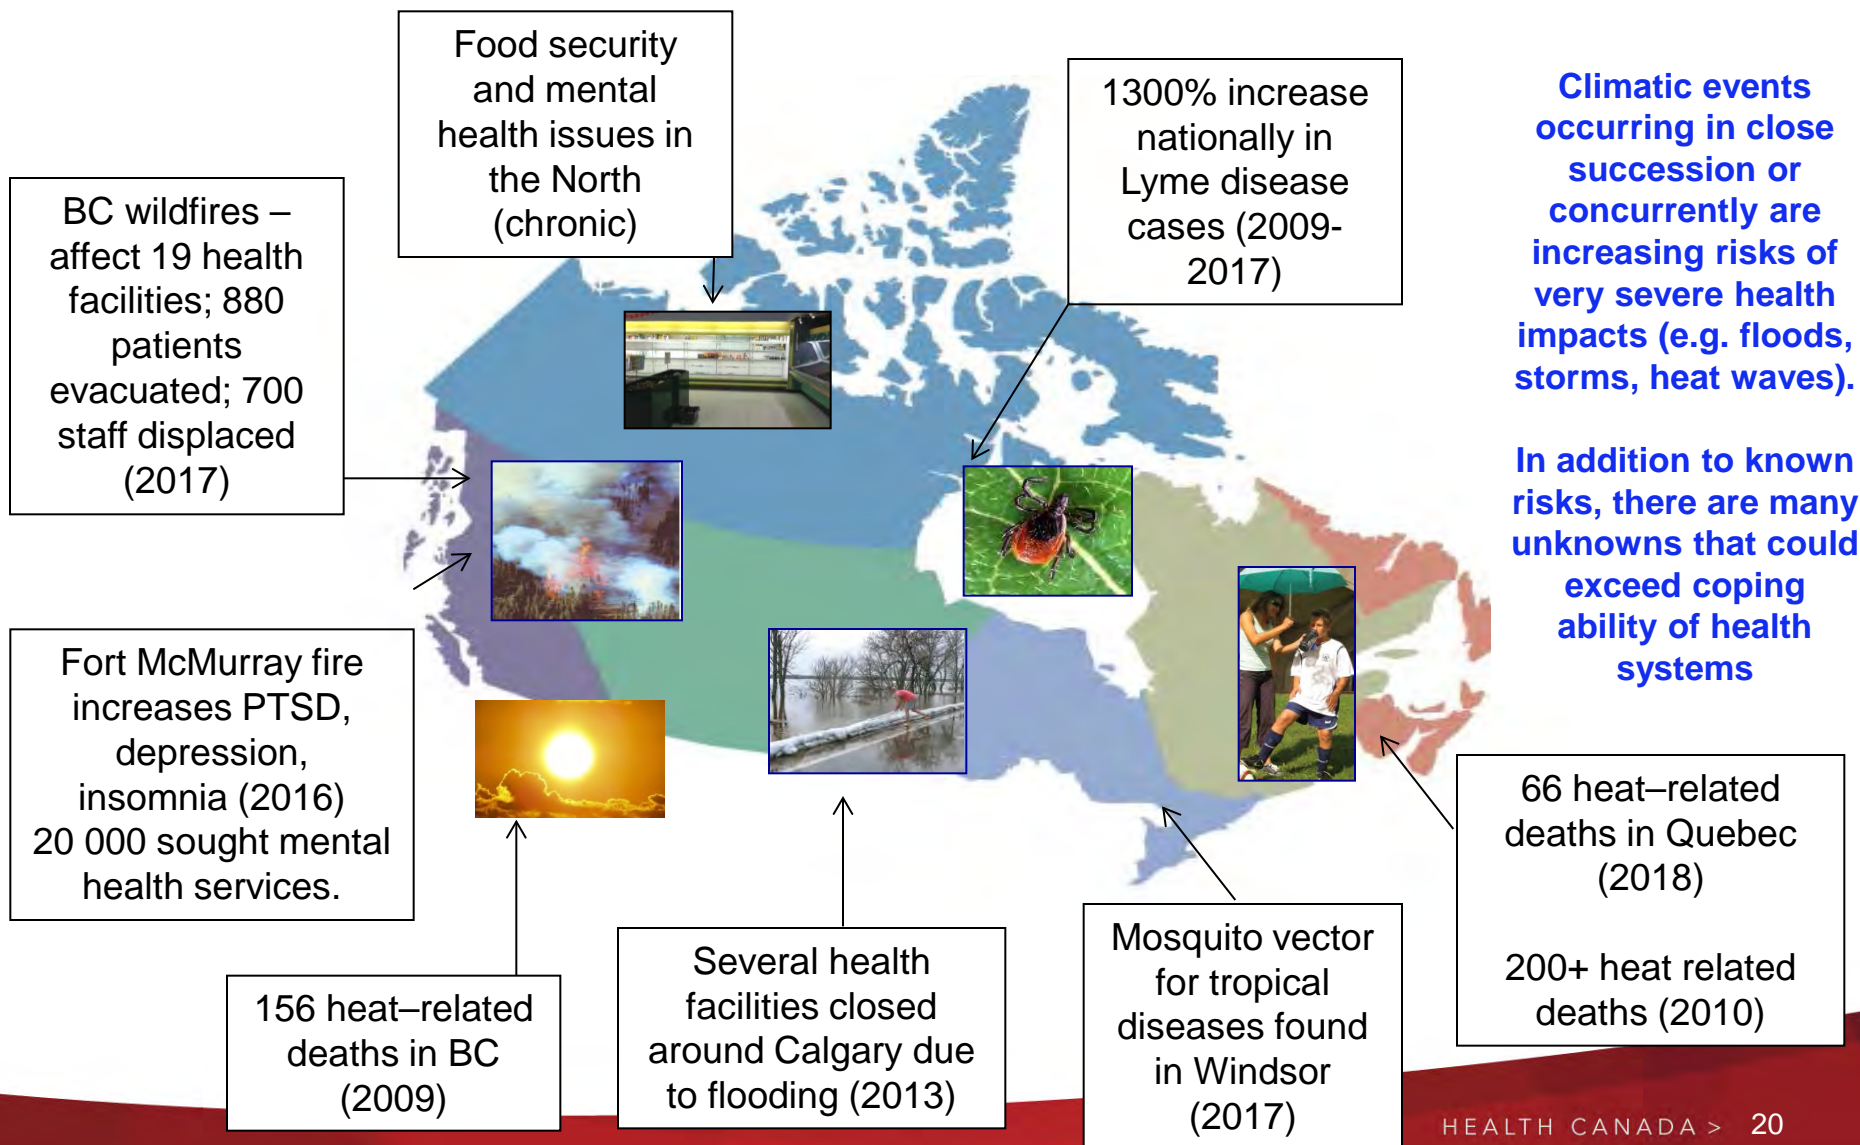 Food security
and mental
health issues in
the North
(chronic)
1300% increase
nationally in
Lyme disease
cases (2009-
2017)
Climatic events
occurring in close
succession or
concurrently are
increasing risks of
very severe health
impacts (e.g. floods,
storms, heat waves).
In addition to known
risks, there are many
unknowns that could
exceed coping
ability of health
systems
BC wildfires –
affect 19 health
facilities; 880
patients
evacuated; 700
staff displaced
(2017)
Fort McMurray fire
increases PTSD,
depression,
insomnia (2016)
20 000 sought mental
health services.
156 heat–related
deaths in BC
(2009)
Several health
facilities closed
around Calgary due
to flooding (2013)
Mosquito vector
for tropical
diseases found
in Windsor
(2017)
66 heat–related
deaths in Quebec
(2018)
200+ heat related
deaths (2010)
HEALTH CANADA > 20